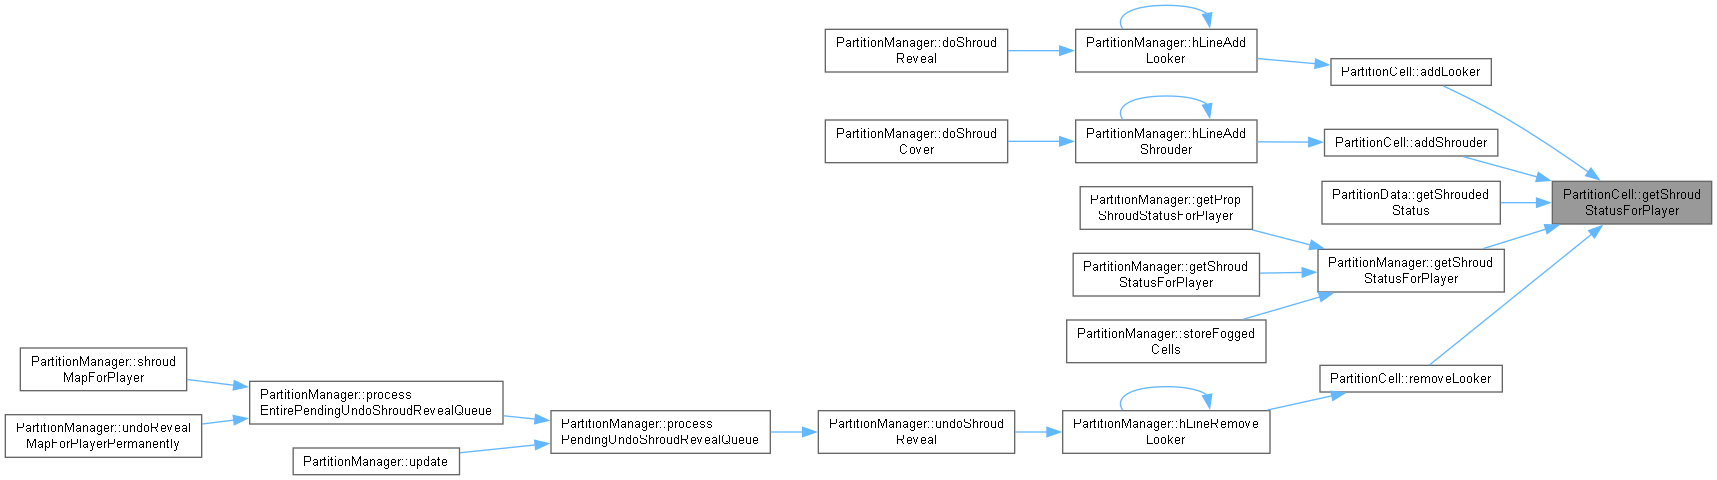 PartitionManager::doShroud
Reveal
PartitionManager::hLineAdd
Looker
PartitionCell::addLooker
PartitionManager::doShroud
Cover
PartitionManager::hLineAdd
Shrouder
PartitionCell::addShrouder
PartitionManager::getProp
ShroudStatusForPlayer
PartitionData::getShrouded
Status
PartitionCell::getShroud
StatusForPlayer
PartitionManager::getShroud
StatusForPlayer
PartitionManager::getShroud
StatusForPlayer
PartitionManager::storeFogged
Cells
PartitionManager::shroud
MapForPlayer
PartitionManager::process
EntirePendingUndoShroudRevealQueue
PartitionCell::removeLooker
PartitionManager::undoReveal
MapForPlayerPermanently
PartitionManager::process
PendingUndoShroudRevealQueue
PartitionManager::undoShroud
Reveal
PartitionManager::hLineRemove
Looker
PartitionManager::update